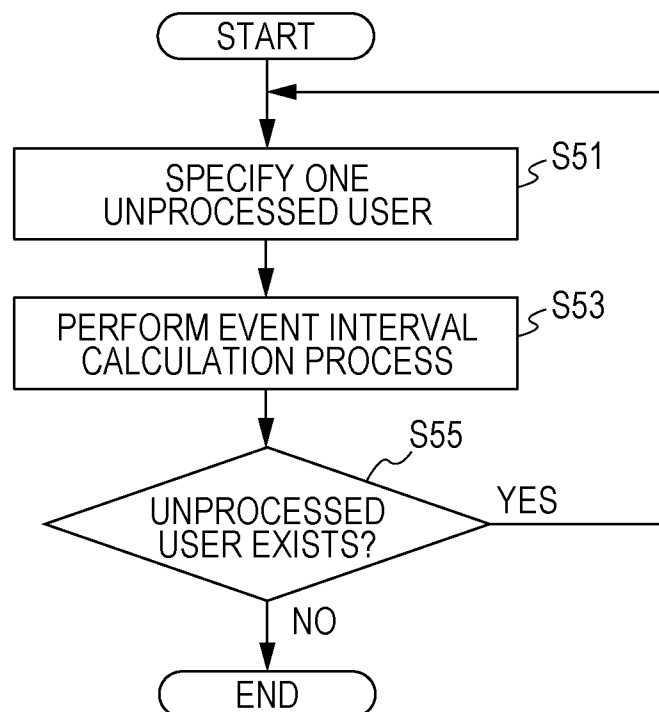 START
SPECIFY ONE
UNPROCESSED USER
S51
PERFORM EVENT INTERVAL
CALCULATION PROCESS
S53
S55
UNPROCESSED
USER EXISTS?
YES
NO
END